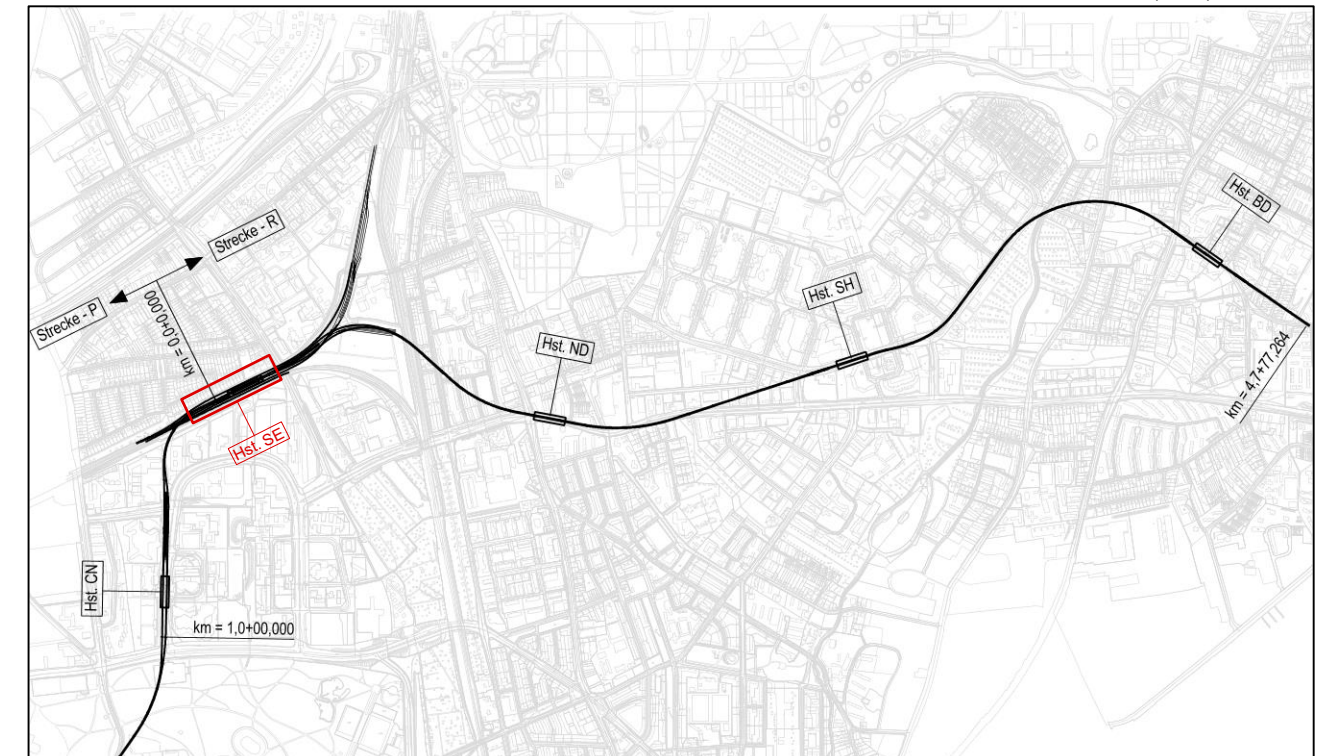 Hst. BD
Strecke - R
Strecke - P
km = 0,0+0,000
Hst. SH
Hst. ND
km = 4,7+77,264
Hst. SE
Hst. CN
km = 1,0+00,000